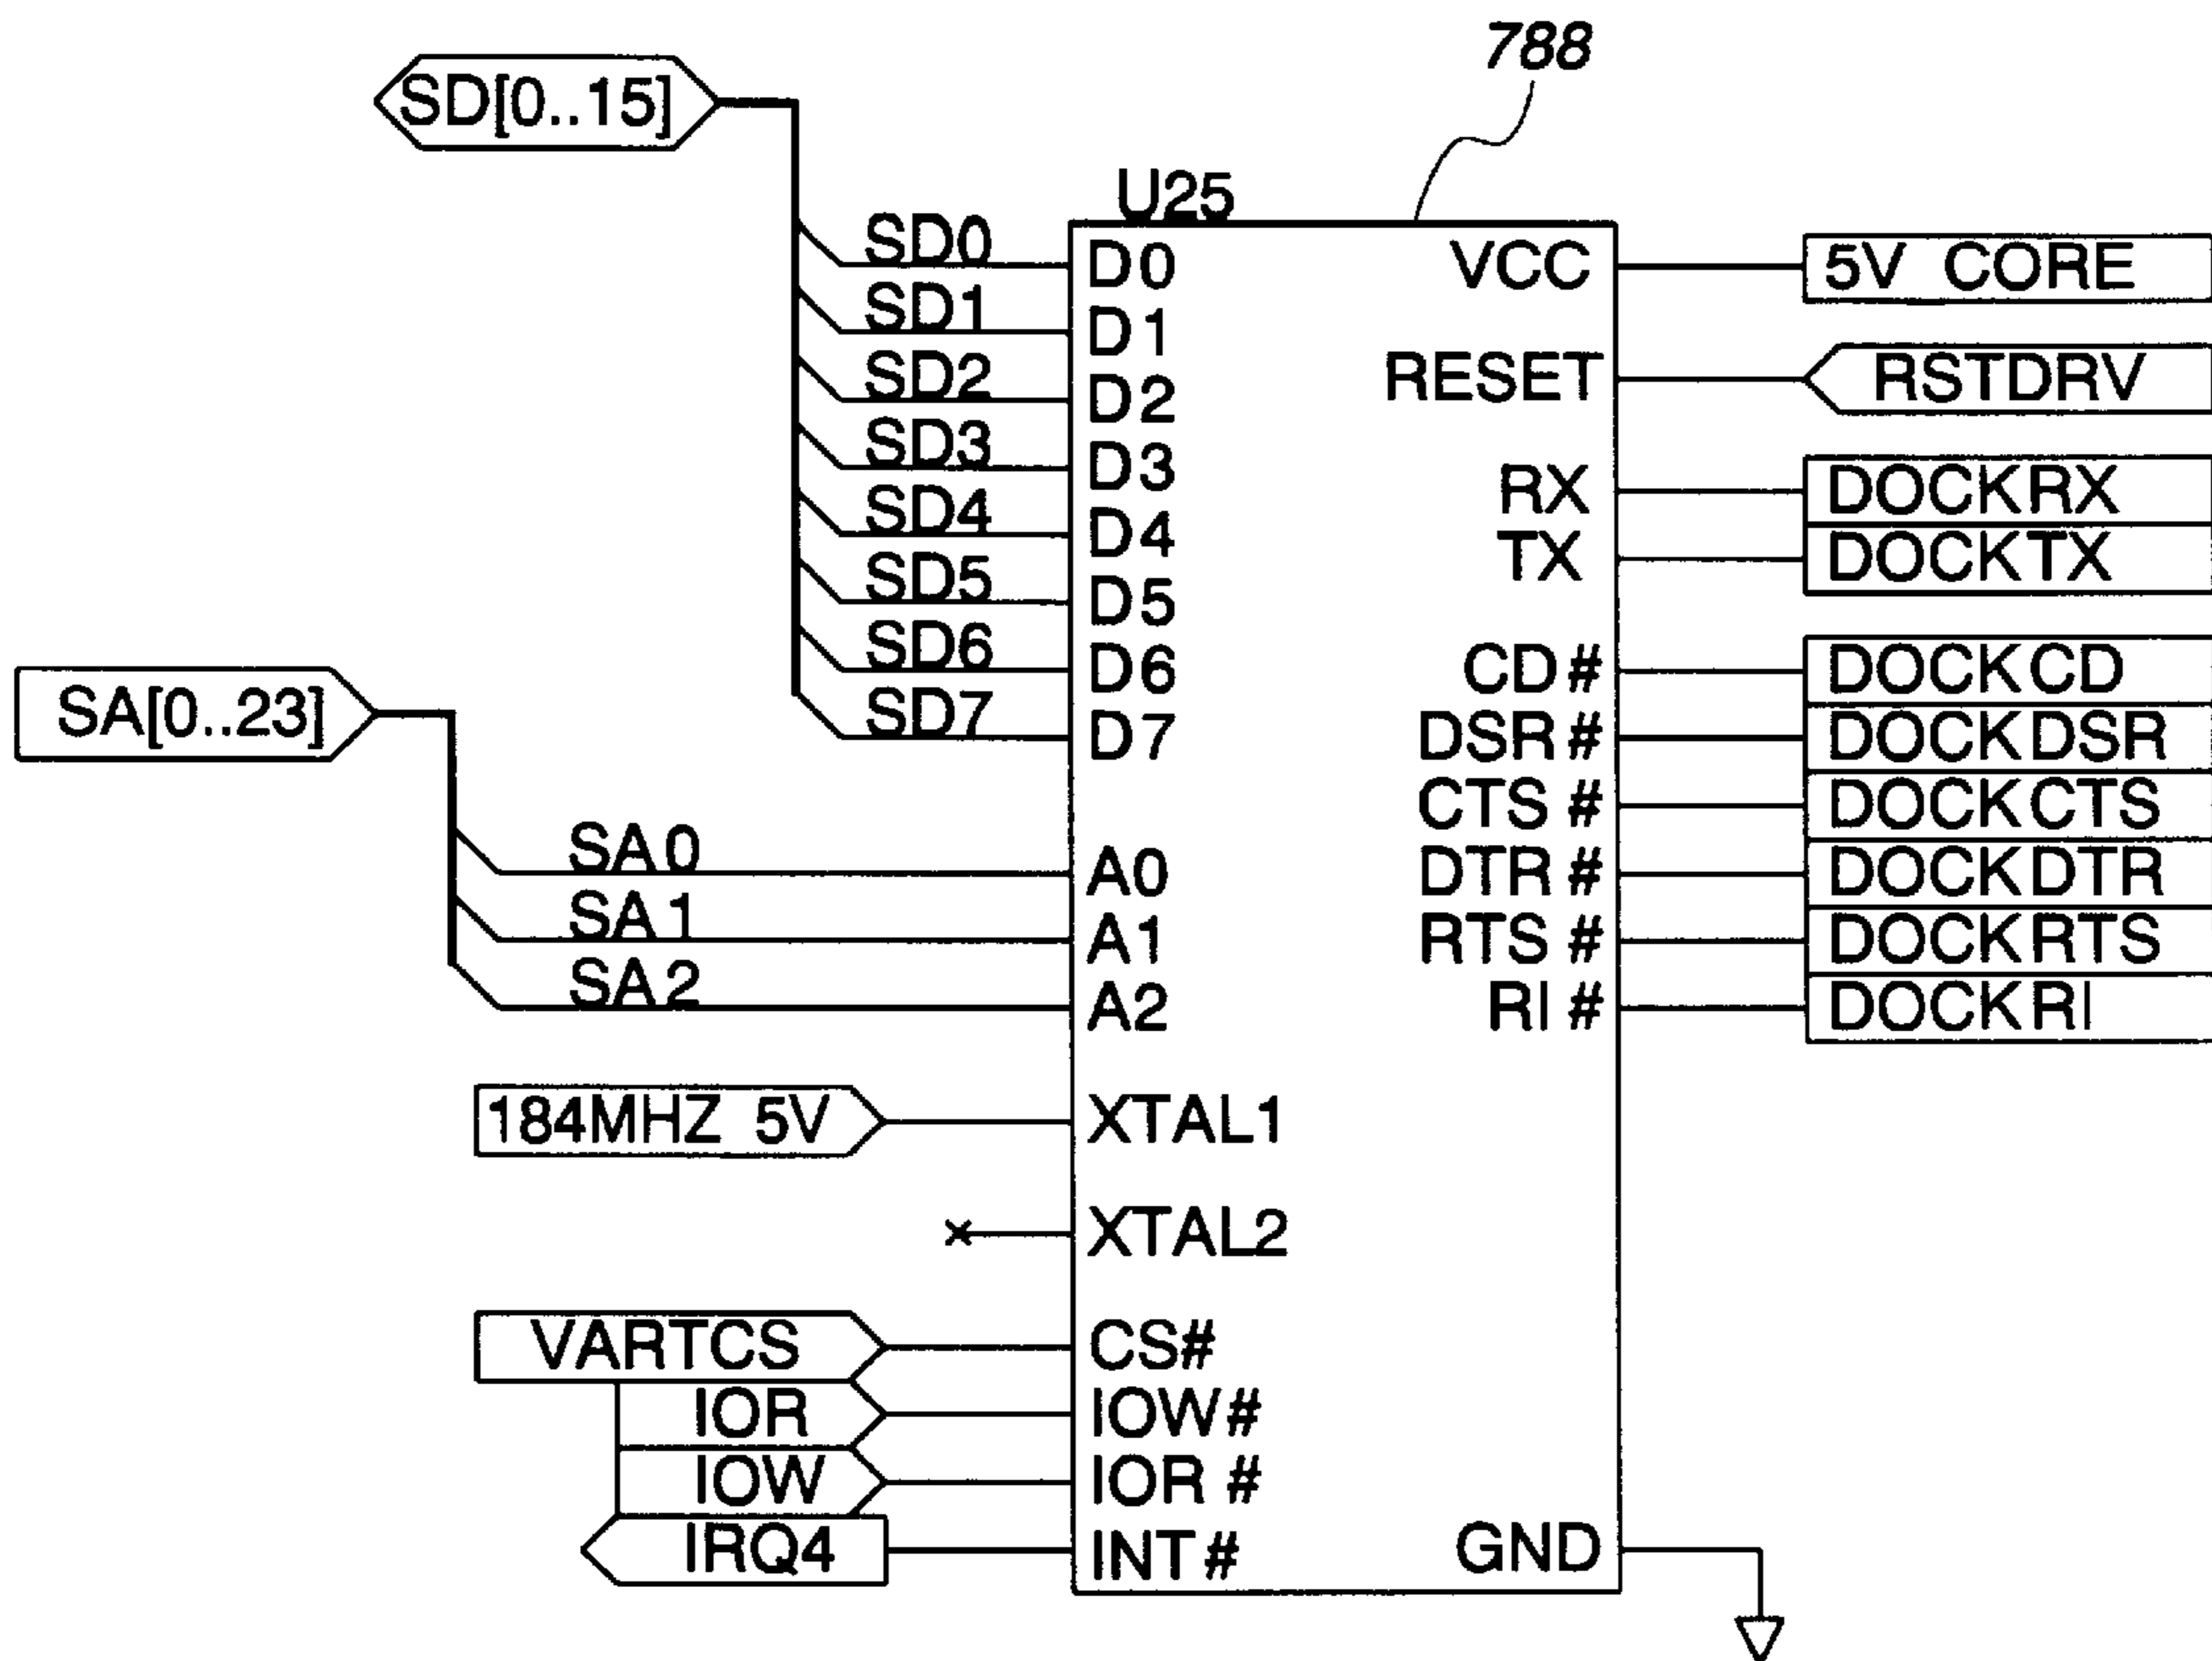 788
SD[0..15]
U25
SD0 D0 VCC 5V CORE
SD1 D1
SD2 D2 RESET RSTDRV
SD3 D3 RX DOCKRX
SD4 D4 TX DOCKTX
SD5 D5
SD6 D6 CD# DOCKCD
SA[0..23] SD7 D7 DSR# DOCKDSR
CTS # DOCKCTS
SA0 A0 DTR # DOCKDTR
SA1 A1 RTS # DOCKRTS
SA2 A2 RI # DOCKRI
184MHZ 5V XTAL1
XTAL2
VARTCS CS#
IOR IOW#
IOW IOR #
IRQ4 INT# GND